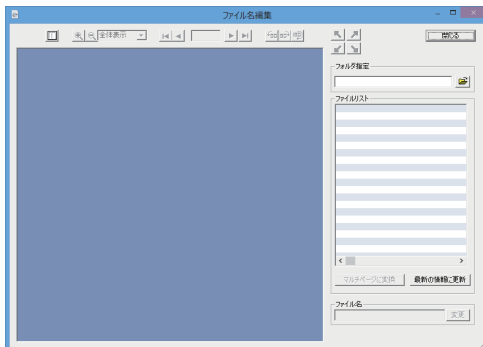 ファイル名編集
全体表示
閉じる
フォルダ指定
ファイルリスト
マルチページに変換
最新の情報に更新
ファイル名
変更